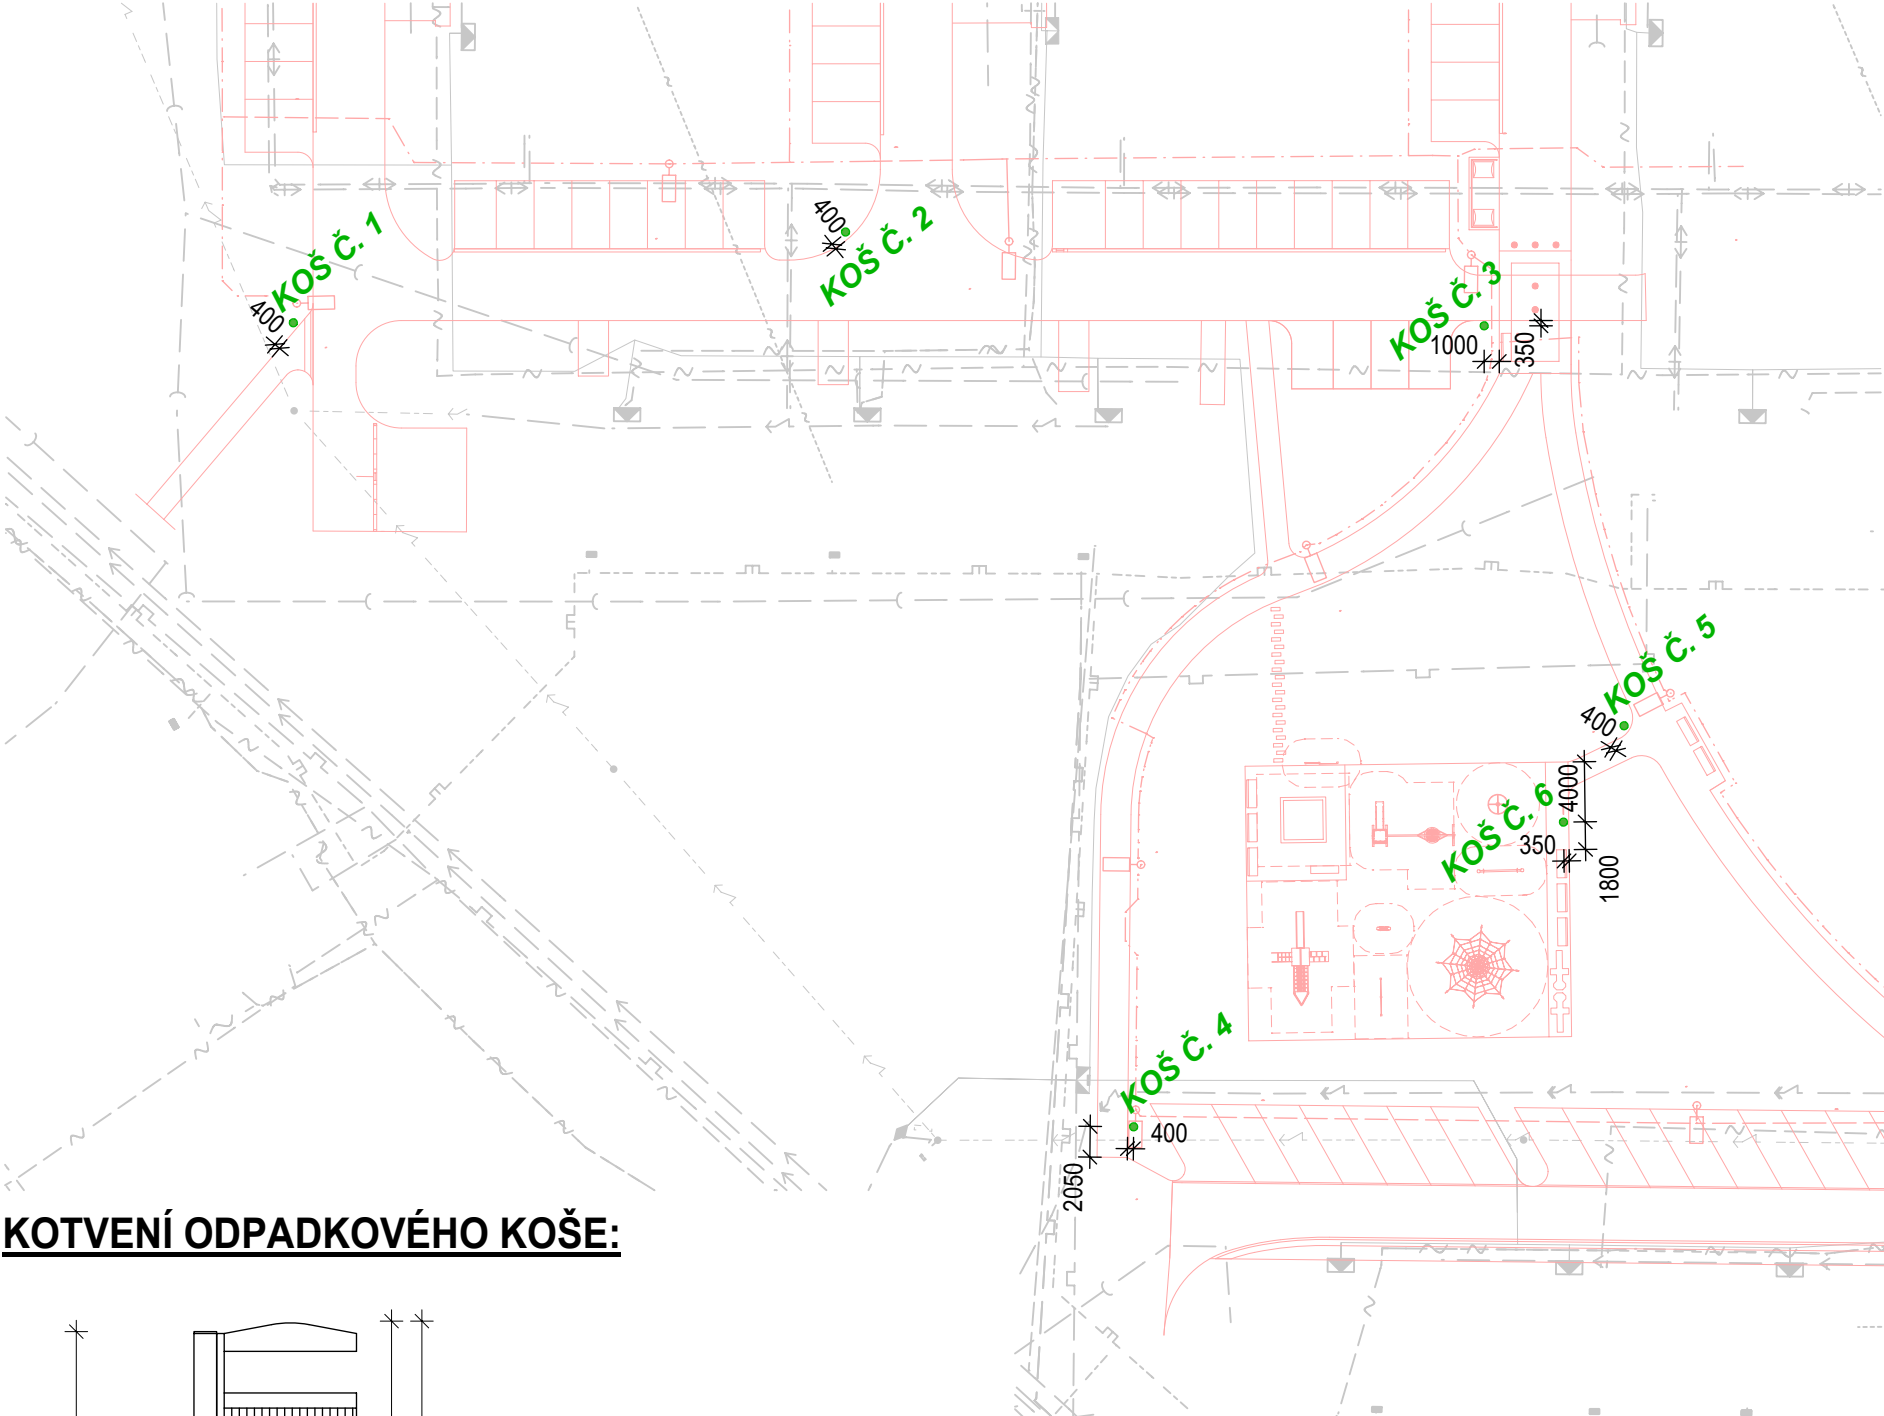 KOŠ Č. 1
400
400
KOŠ Č. 2
KOŠ Č. 3
1000
350
KOŠ Č. 5
400
4000
KOŠ Č. 6
350
1800
KOŠ Č. 4
400
2050
KOTVENÍ ODPADKOVÉHO KOŠE: